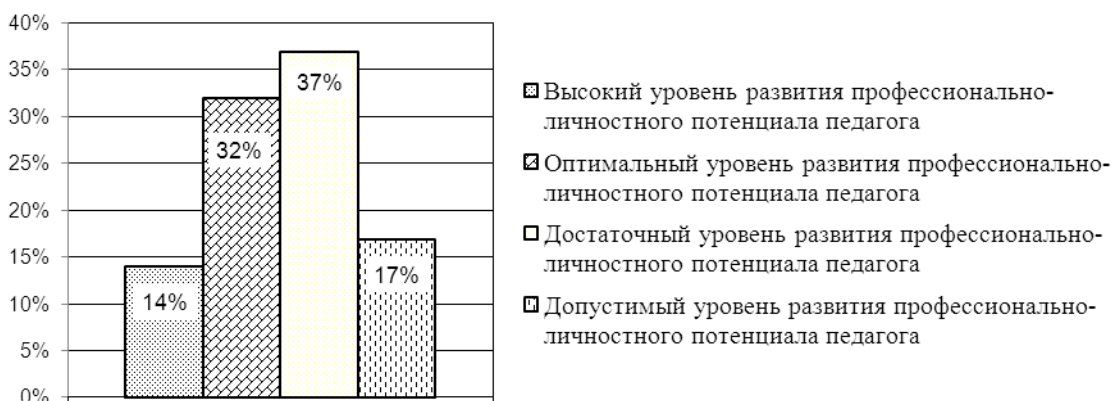 40%
35%
30%
25%
20%
15%
10%
5%
0%
14%
32%
37%
17%
Высокий уровень развития профессионально-
личностного потенциала педагога
Оптимальный уровень развития профессионально-
личностного потенциала педагога
Достаточный уровень развития профессионально-
личностного потенциала педагога
Допустимый уровень развития профессионально-
личностного потенциала педагога